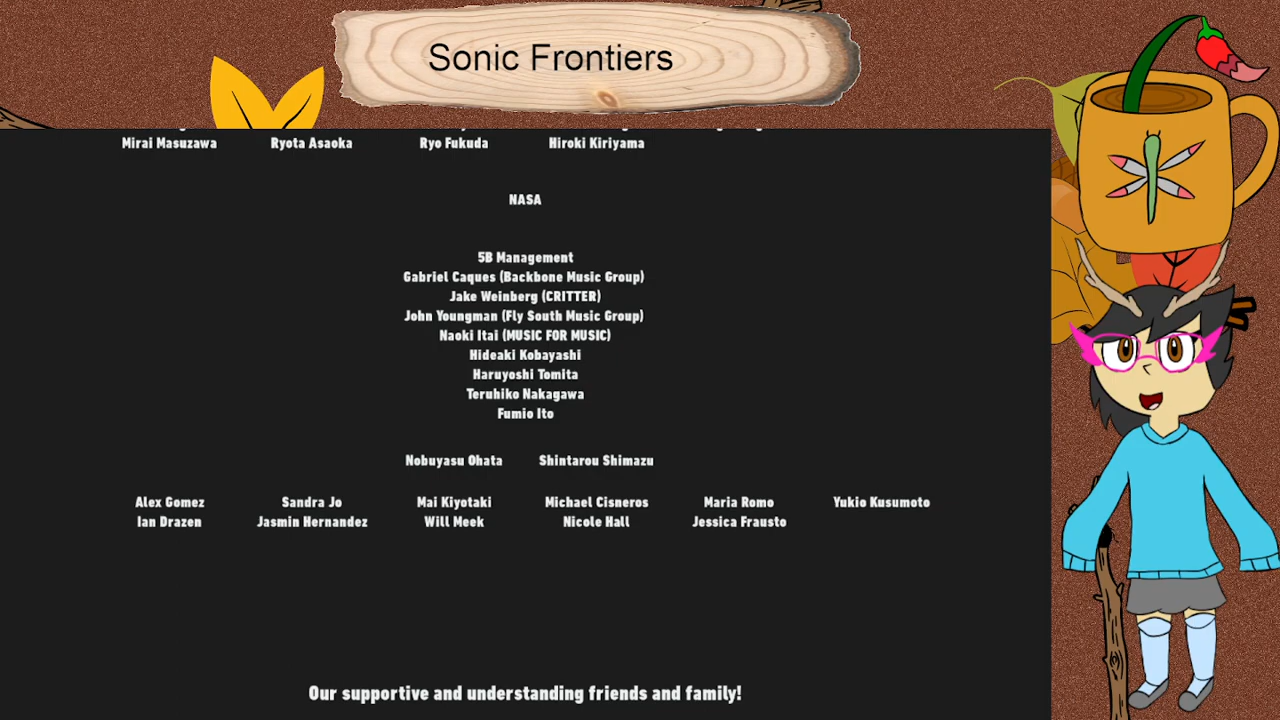 Sonic Frontiers
Mirai Masuzawa Ryota Asaoka Ryo Fukuda Hiroki Kiriyama
NASA
5B Management
Gabriel Caques (Backbone Music Group)
Jake Weinberg (CRITTER)
John Youngman (Fly South Music Group)
Naoki Itai (MUSIC FOR MUSIC)
Hideaki Kobayashi
Haruyoshi Tomita
Teruhiko Nakagawa
Fumio Ito
Nobuyasu Ohata Shintarou Shimazu
Alex Gomez Sandra Jo Mai Kiyotaki Michael Cisneros Maria Romo Yukio Kusumoto
Ian Drazen Jasmin Hernandez Will Meek Nicole Hall Jessica Frausto
Our supportive and understanding friends and family!